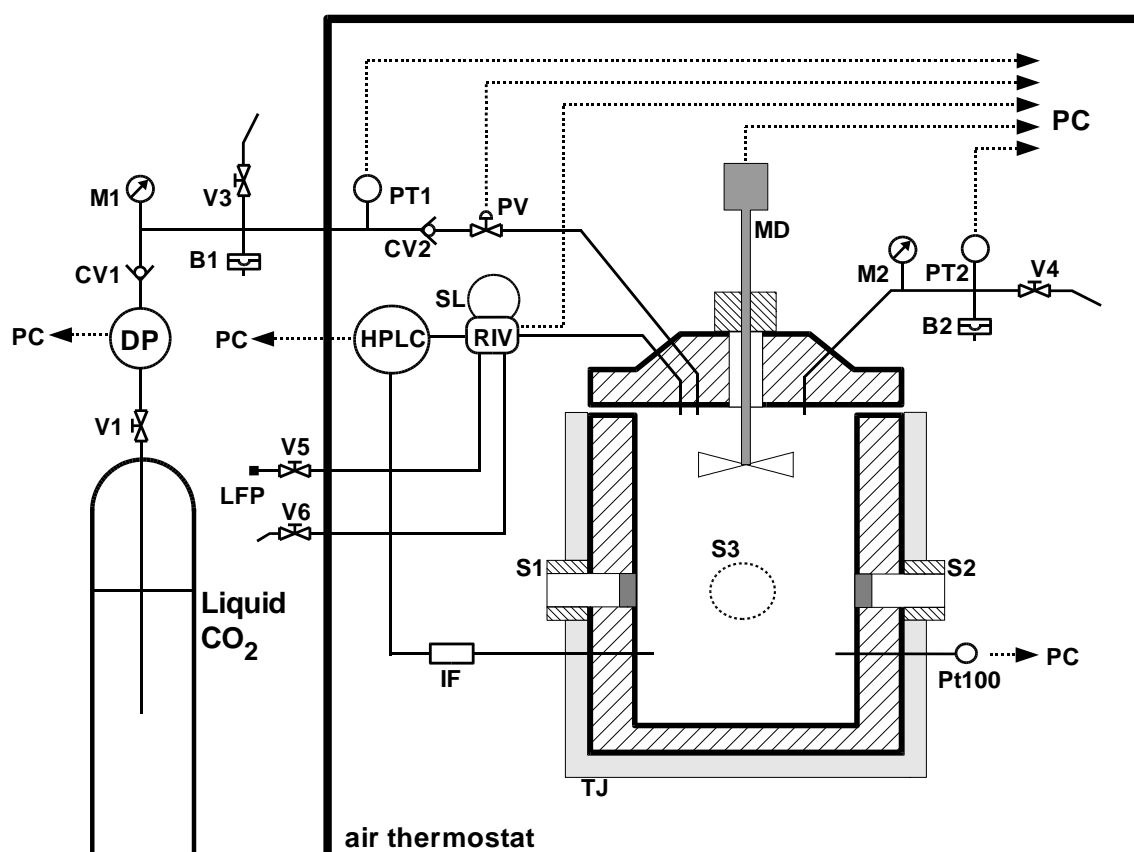 PC
M1
V3
PT1
PV
MD
CV2
B1
CV1
M2
PT2
V4
SL
B2
PC
DP
PC
HPLC
RIV
V1
V5
LFP
V6
S1
S3
S2
Liquid
CO2
IF
Pt100
PC
TJ
air thermostat